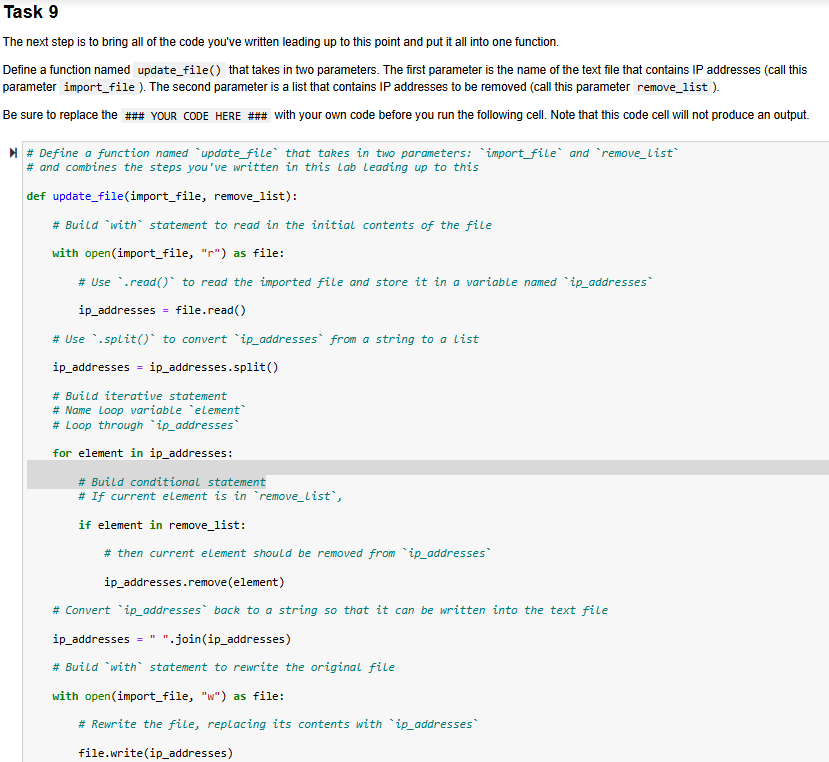 Task 9
The next step is to bring all of the code you've written leading up to this point and put it all into one function.
Define a function named update_file() that takes in two parameters. The first parameter is the name of the text file that contains IP addresses (call this
parameter import_file ). The second parameter is a list that contains IP addresses to be removed (call this parameter remove_list ).
Be sure to replace the ### YOUR CODE HERE ### with your own code before you run the following cell. Note that this code cell will not produce an output.
# Define a function named `update_file` that takes in two parameters: `import_file` and `remove_list`
# and combines the steps you've written in this lab leading up to this
def update_file(import_file, remove_list):
    # Build `with` statement to read in the initial contents of the file
    with open(import_file, "r") as file:
        # Use `.read()` to read the imported file and store it in a variable named `ip_addresses`
        ip_addresses = file.read()
    # Use `.split()` to convert `ip_addresses` from a string to a list
    ip_addresses = ip_addresses.split()
    # Build iterative statement
    # Name loop variable `element`
    # Loop through `ip_addresses`
    for element in ip_addresses:
        # Build conditional statement
        # If current element is in `remove_list`,
        if element in remove_list:
            # then current element should be removed from `ip_addresses`
            ip_addresses.remove(element)
    # Convert `ip_addresses` back to a string so that it can be written into the text file
    ip_addresses = " ".join(ip_addresses)
    # Build `with` statement to rewrite the original file
    with open(import_file, "w") as file:
        # Rewrite the file, replacing its contents with `ip_addresses`
        file.write(ip_addresses)